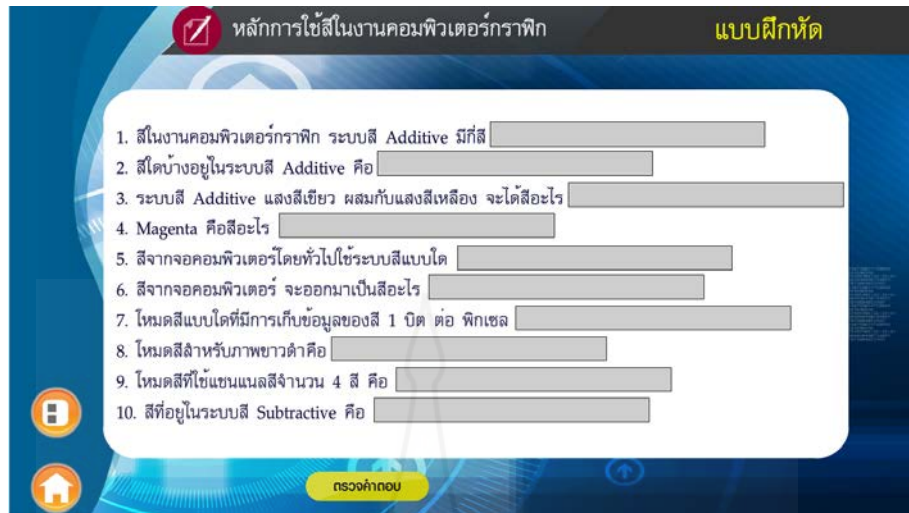 หลักการใช้สีในงานคอมพิวเตอร์กราฟิก
แบบฝึกหัด
1. สีในงานคอมพิวเตอร์กราฟิก ระบบสี Additive มีกี่สี
2. สีใดบ้างอยู่ในระบบสี Additive คือ
3. ระบบสี Additive แสงสีเขียว ผสมกับแสงสีเหลือง จะได้สีอะไร
4. Magenta คือสีอะไร
5. สีจากจอคอมพิวเตอร์โดยทั่วไปใช้ระบบสีแบบใด
6. สีจากจอคอมพิวเตอร์ จะออกมาเป็นสีอะไร
7. โหมดสีแบบใดที่มีการเก็บข้อมูลของสี 1 บิต ต่อ พิกเซล
8. โหมดสีสำหรับภาพขาวดำคือ
9. โหมดสีที่ใช้แชนแนลสีจำนวน 4 สี คือ
10. สีที่อยู่ในระบบสี Subtractive คือ
ตรวจคำตอบ